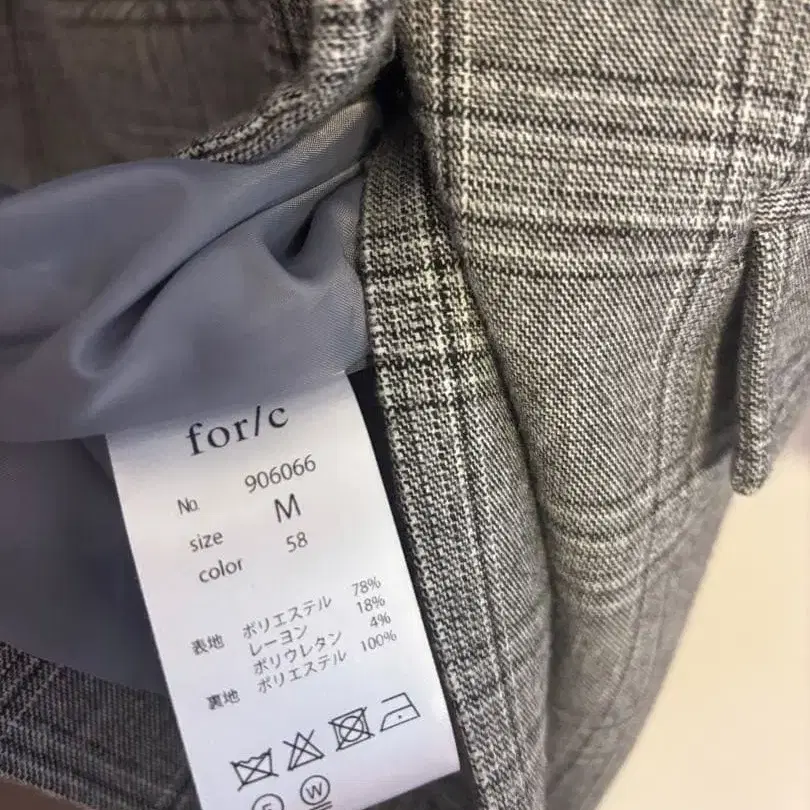 for/c
No. 906066
size M
color 58
表地 ポリエステル 78%
レーヨン 18%
ポリウレタン 4%
裏地 ポリエステル 100%
W